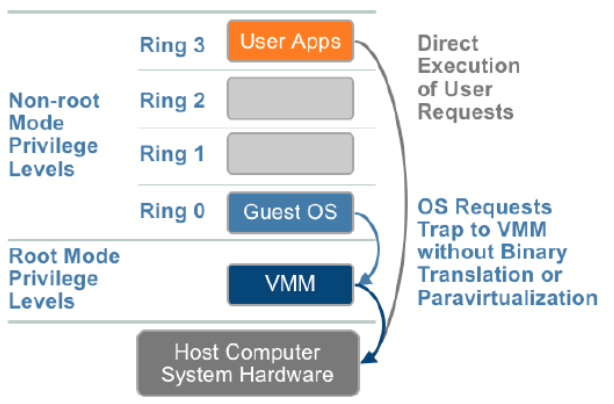 Ring 3
User Apps
Direct
Execution
of User
Requests
Non-root
Mode
Privilege
Levels
Ring 2
Ring 1
Ring 0
Guest OS
OS Requests
Trap to VMM
without Binary
Translation or
Paravirtualization
Root Mode
Privilege
Levels
VMM
Host Computer
System Hardware